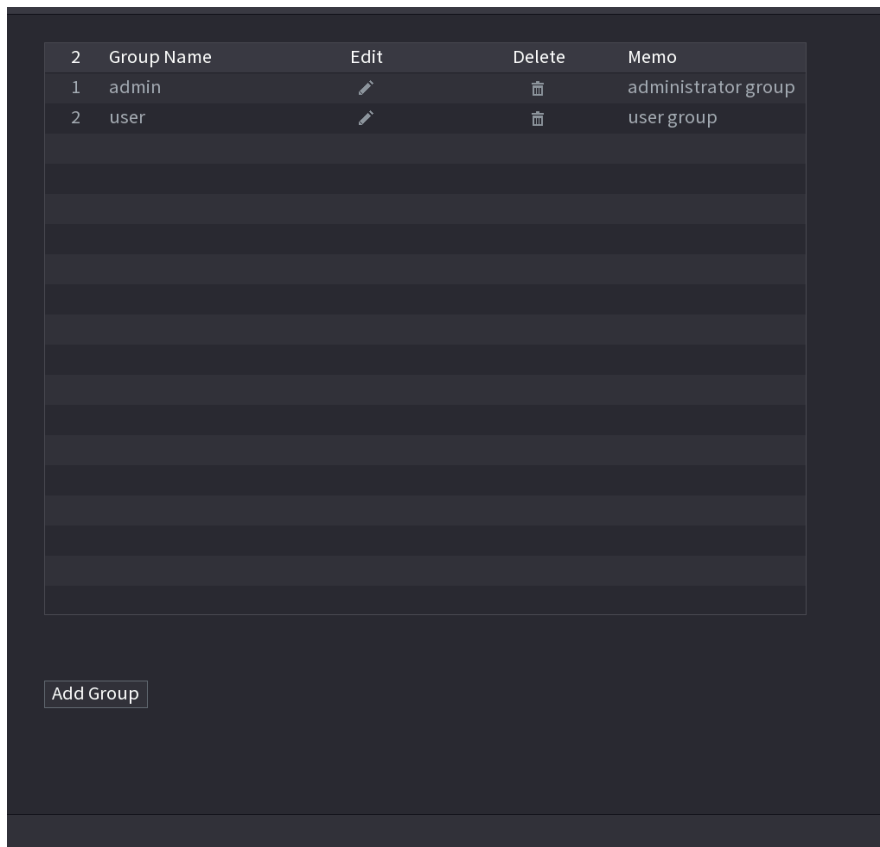 2 Group Name Edit Delete Memo
1 admin administrator group
2 user user group
Add Group